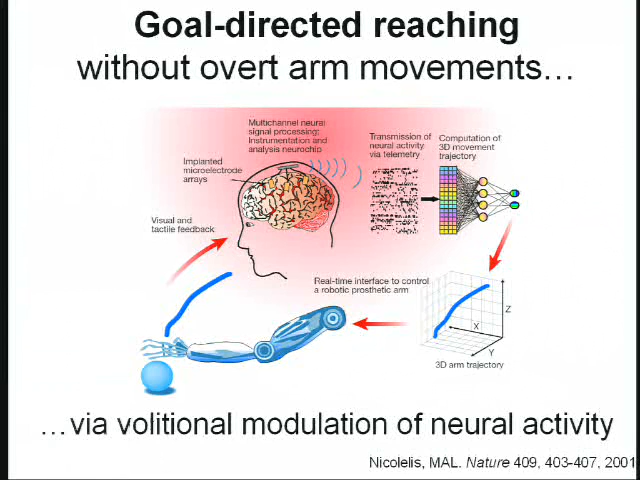 Goal-directed reaching
without overt arm movements…
Multichannel neural
signal processing:
Instrumentation and
analysis neurochip
Implanted
microelectrode
arrays
Transmission of
neural activity
via telemetry
Computation of
3D movement
trajectory
Visual and
tactile feedback
Real-time interface to control
a robotic prosthetic arm
Z
X
Y
3D arm trajectory
…via volitional modulation of neural activity
Nicolelis, MAL. Nature 409, 403-407, 2001